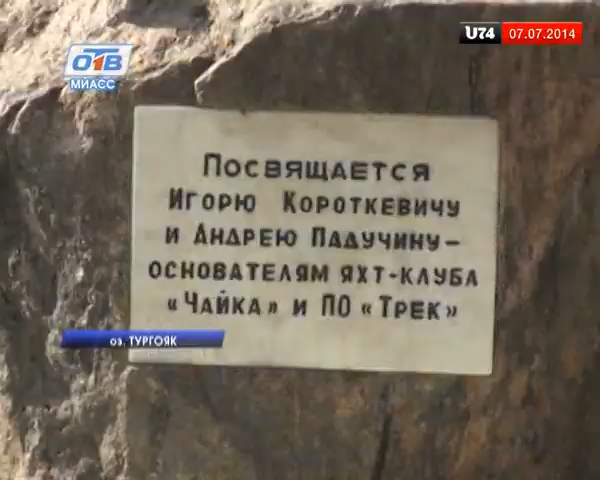 ОТВ
МИАСС
U74 07.07.2014
ПОСВЯЩАЕТСЯ
ИГОРЮ КОРОТКЕВИЧУ
И АНДРЕЮ ПАДУЧИНУ –
ОСНОВАТЕЛЯМ ЯХТ-КЛУБА
«ЧАЙКА» И ПО «ТРЕК»
оз. ТУРГОЯК